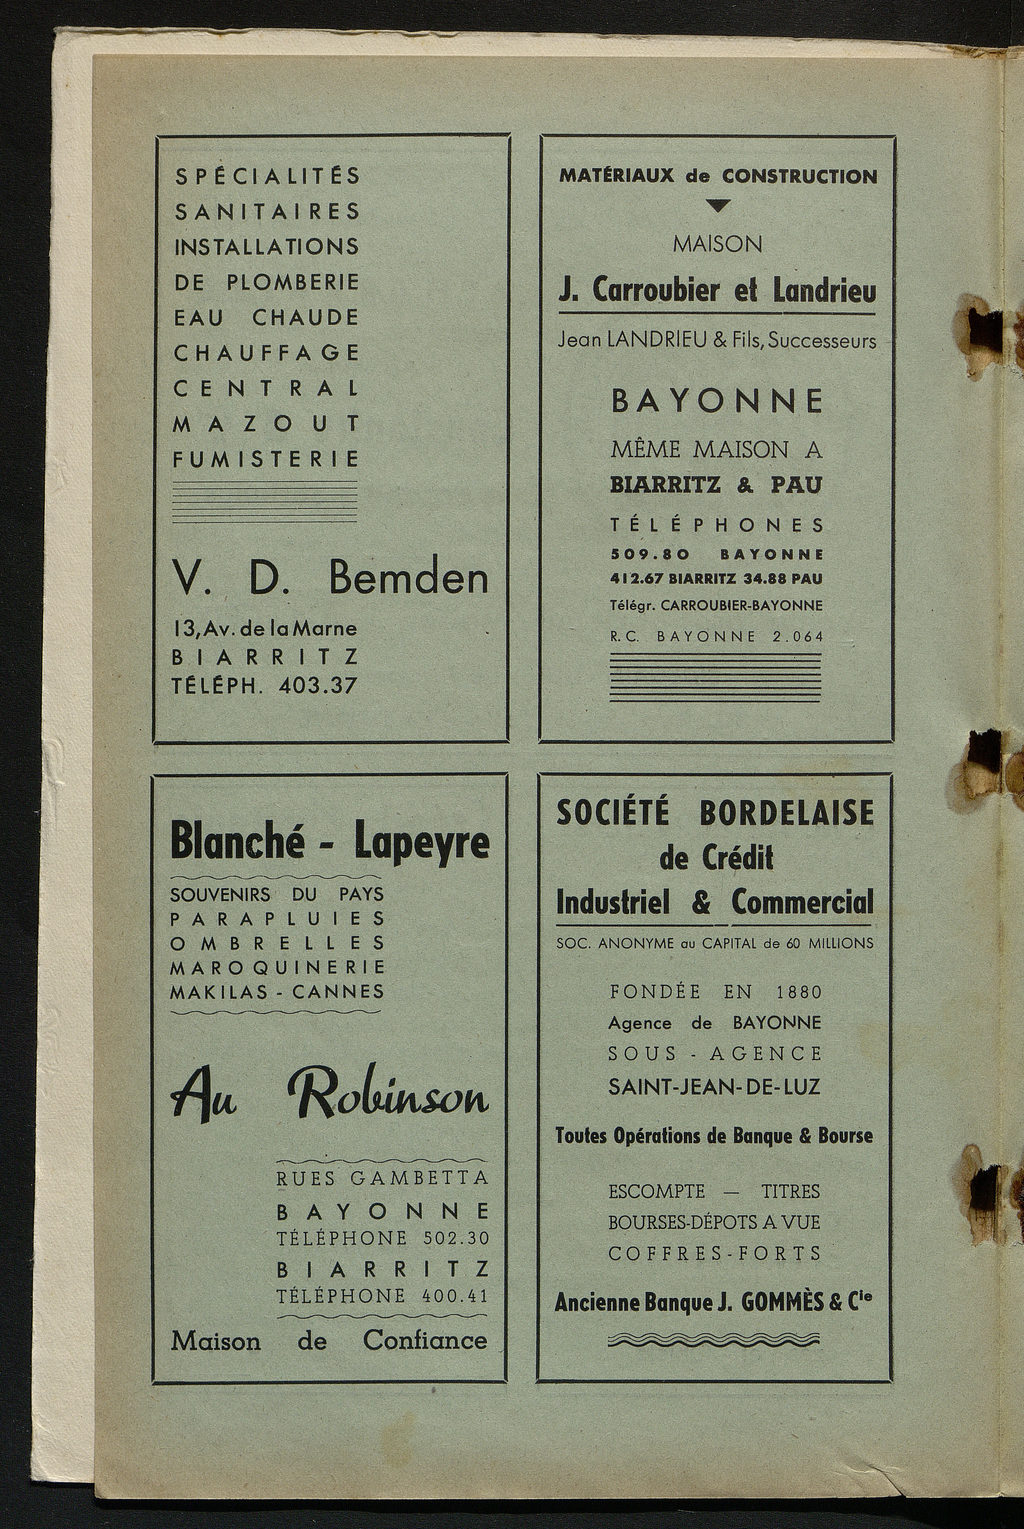 SPÉCIALITÉS
SANITAIRES
INSTALLATIONS
DE PLOMBERIE
EAU CHAUDE
CHAUFFAGE
CENTRAL
MAZOUT
FUMISTERIE
V. D. Bemden
13, Av. de la Marne
BIARRITZ
TÉLÉPH. 403.37
MATÉRIAUX de CONSTRUCTION
MAISON
J. Carroubier et Landrieu
Jean LANDRIEU & Fils, Successeurs
BAYONNE
MÊME MAISON A
BIARRITZ & PAU
TÉLÉPHONES
509.80 BAYONNE
412.67 BIARRITZ 34.88 PAU
Télégr. CARROUBIER-BAYONNE
R.C. BAYONNE 2.064
Blanché - Lapeyre
SOUVENIRS DU PAYS
PARAPLUIES
OMBRELLES
MAROQUINERIE
MAKILAS - CANNES
Au Robinson
RUES GAMBETTA
BAYONNE
TÉLÉPHONE 502.30
BIARRITZ
TÉLÉPHONE 400.41
Maison de Confiance
SOCIÉTÉ BORDELAISE
de Crédit
Industriel & Commercial
SOC. ANONYME au CAPITAL de 60 MILLIONS
FONDÉE EN 1880
Agence de BAYONNE
SOUS - AGENCE
SAINT-JEAN-DE-LUZ
Toutes Opérations de Banque & Bourse
ESCOMPTE — TITRES
BOURSES-DÉPOTS A VUE
COFFRES-FORTS
Ancienne Banque J. GOMMÈS & Cie